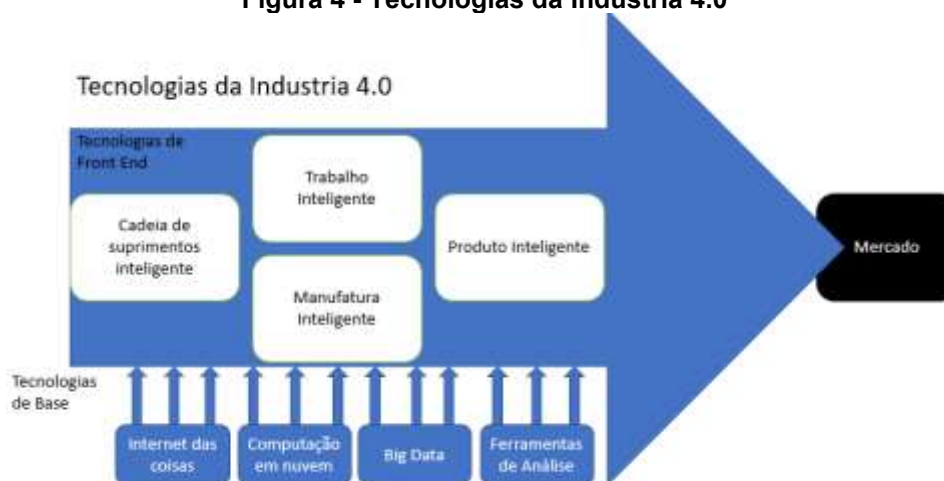 Figura 4 - Tecnologias da Indústria 4.0
Tecnologias da Industria 4.0
Tecnologias de
Front End
Trabalho
Inteligente
Cadeia de
suprimentos
inteligente
Produto Inteligente
Mercado
Manufatura
Inteligente
Tecnologias
de Base
Internet das
coisas
Computação
em nuvem
Big Data
Ferramentas
de Análise